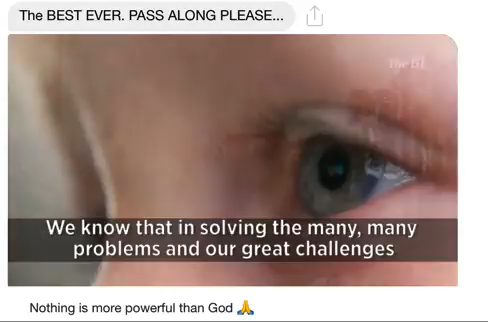 The BEST EVER. PASS ALONG PLEASE...
We know that in solving the many, many
problems and our great challenges
Nothing is more powerful than God 🙏